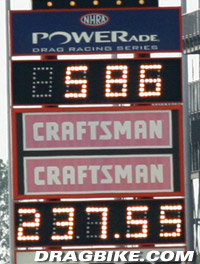 NHRA
POWERADE
DRAG RACING SERIES
5 86
CRAFTSMAN
CRAFTSMAN
237.55
DRAGBIKE.COM